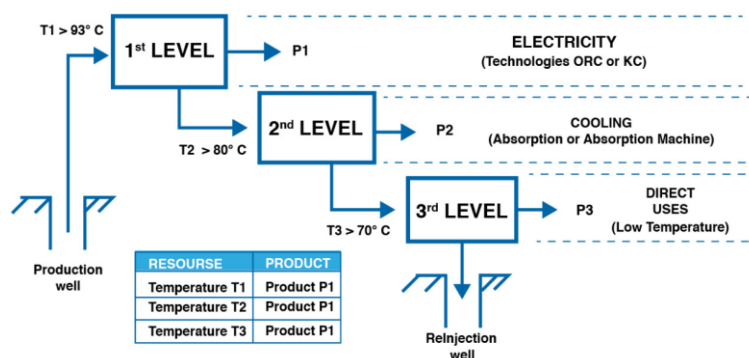 T1 > 93° C
1st LEVEL
P1
ELECTRICITY
(Technologies ORC or KC)
T2 > 80° C
2nd LEVEL
P2
COOLING
(Absorption or Absorption Machine)
T3 > 70° C
3rd LEVEL
P3
DIRECT
USES
(Low Temperature)
Production
well
RESOURSE PRODUCT
Temperature T1 Product P1
Temperature T2 Product P1
Temperature T3 Product P1
ReInjection
well